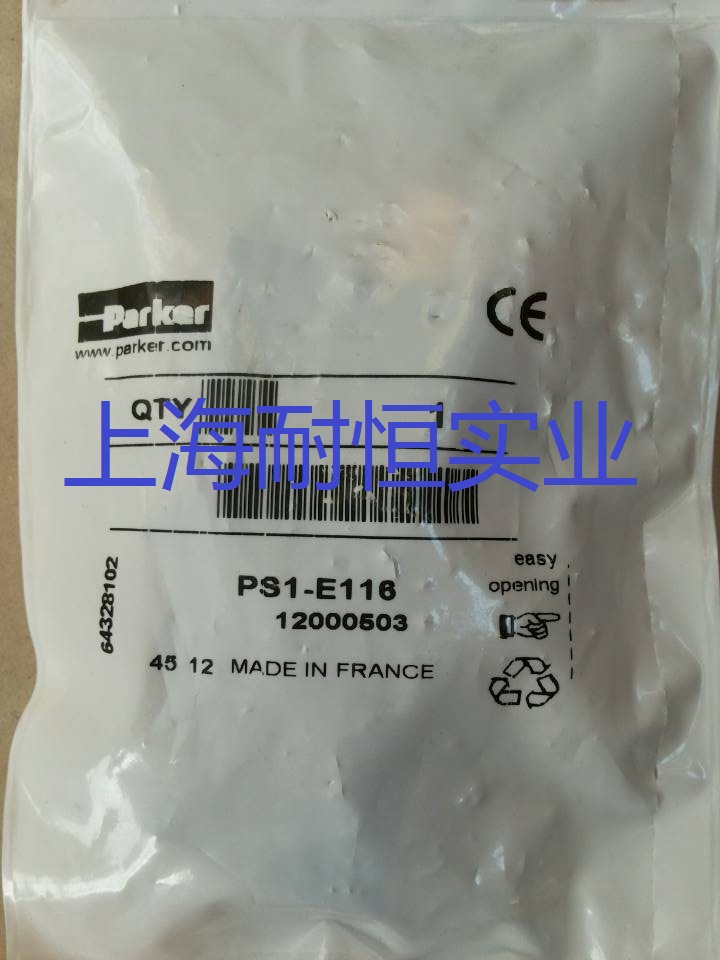 Parker
www.parker.com
CE
QTY 1
上海耐恒实业
64328102
PS1-E116
12000503
easy
opening
45 12 MADE IN FRANCE